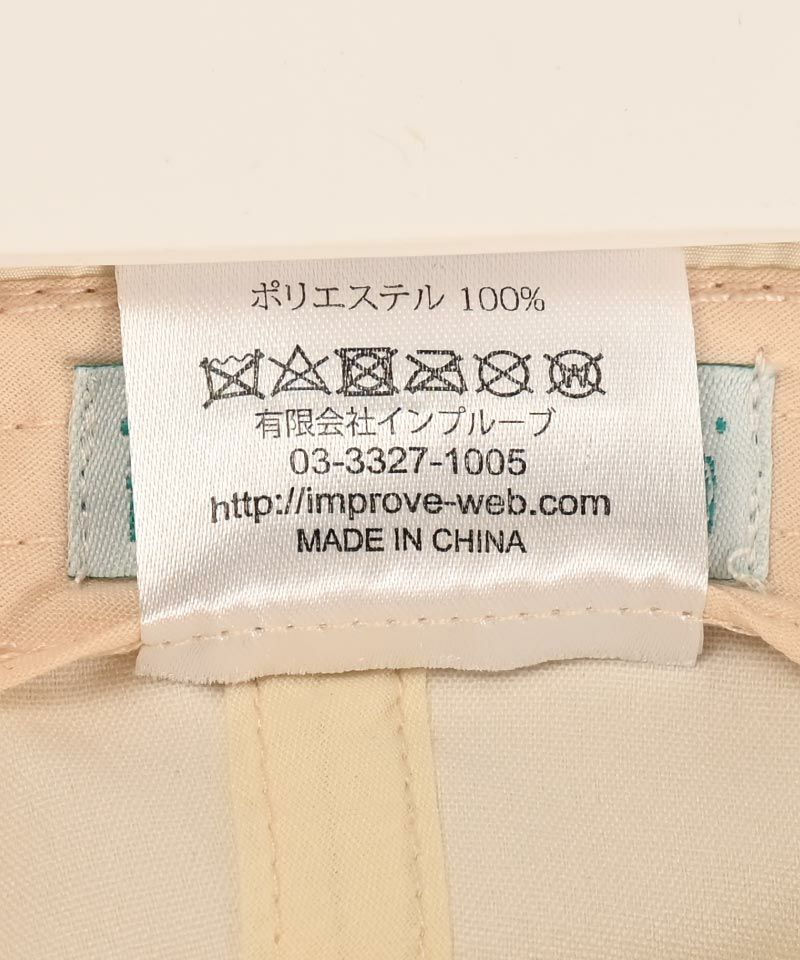 ポリエステル 100%
有限会社インプルーブ
03-3327-1005
http://improve-web.com
MADE IN CHINA